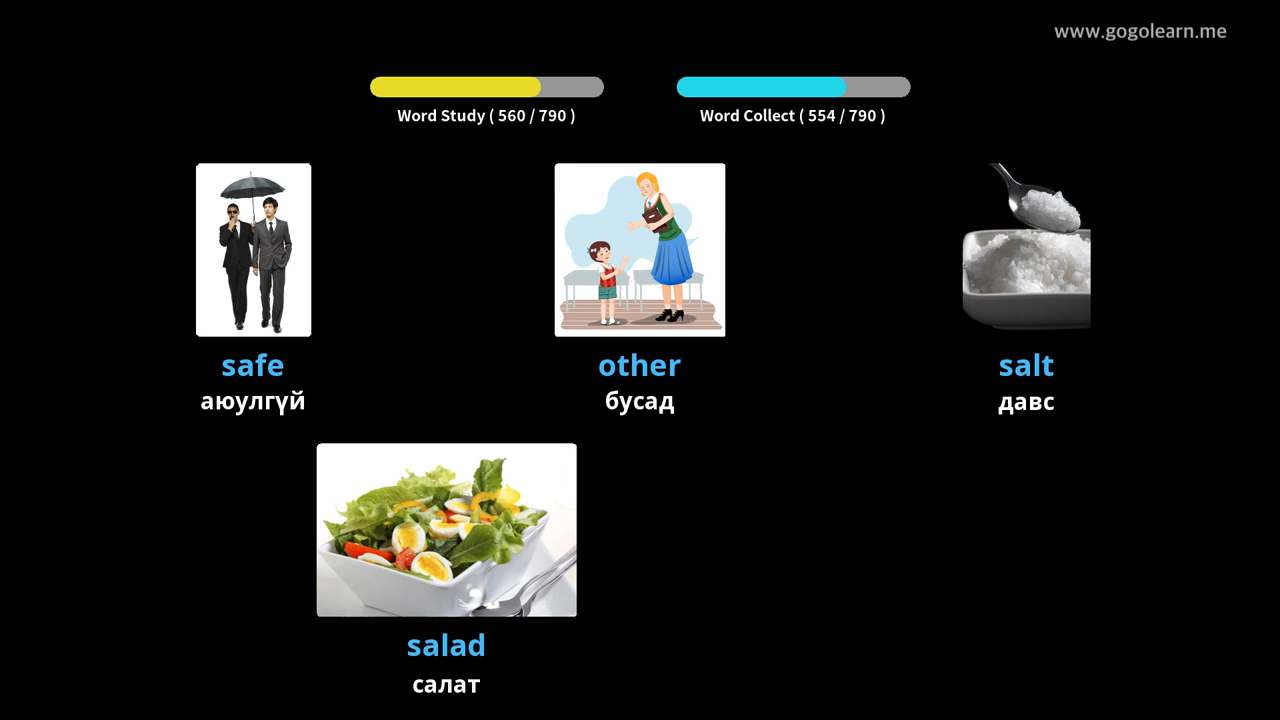 www.gogolearn.me
Word Study ( 560 / 790 )
Word Collect ( 554 / 790 )
safe
аюулгүй
other
бусад
salt
давс
salad
салат